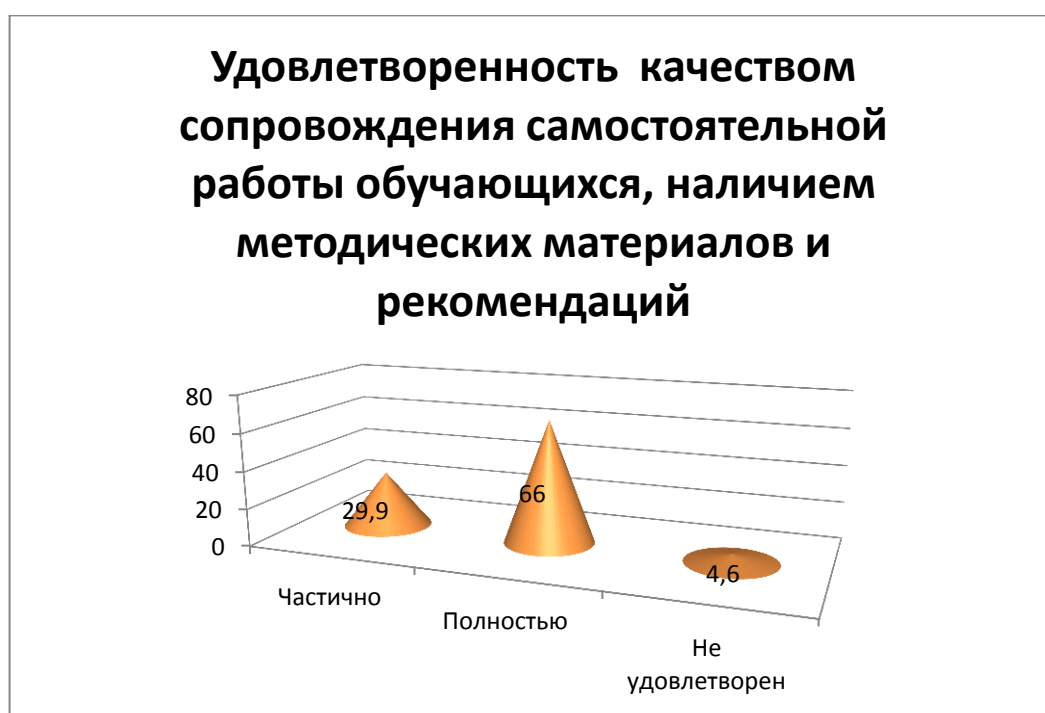 Удовлетворенность качеством
сопровождения самостоятельной
работы обучающихся, наличием
методических материалов и
рекомендаций
80
60
40
20
0
29,9
66
4,6
Частично
Полностью
Не
удовлетворен